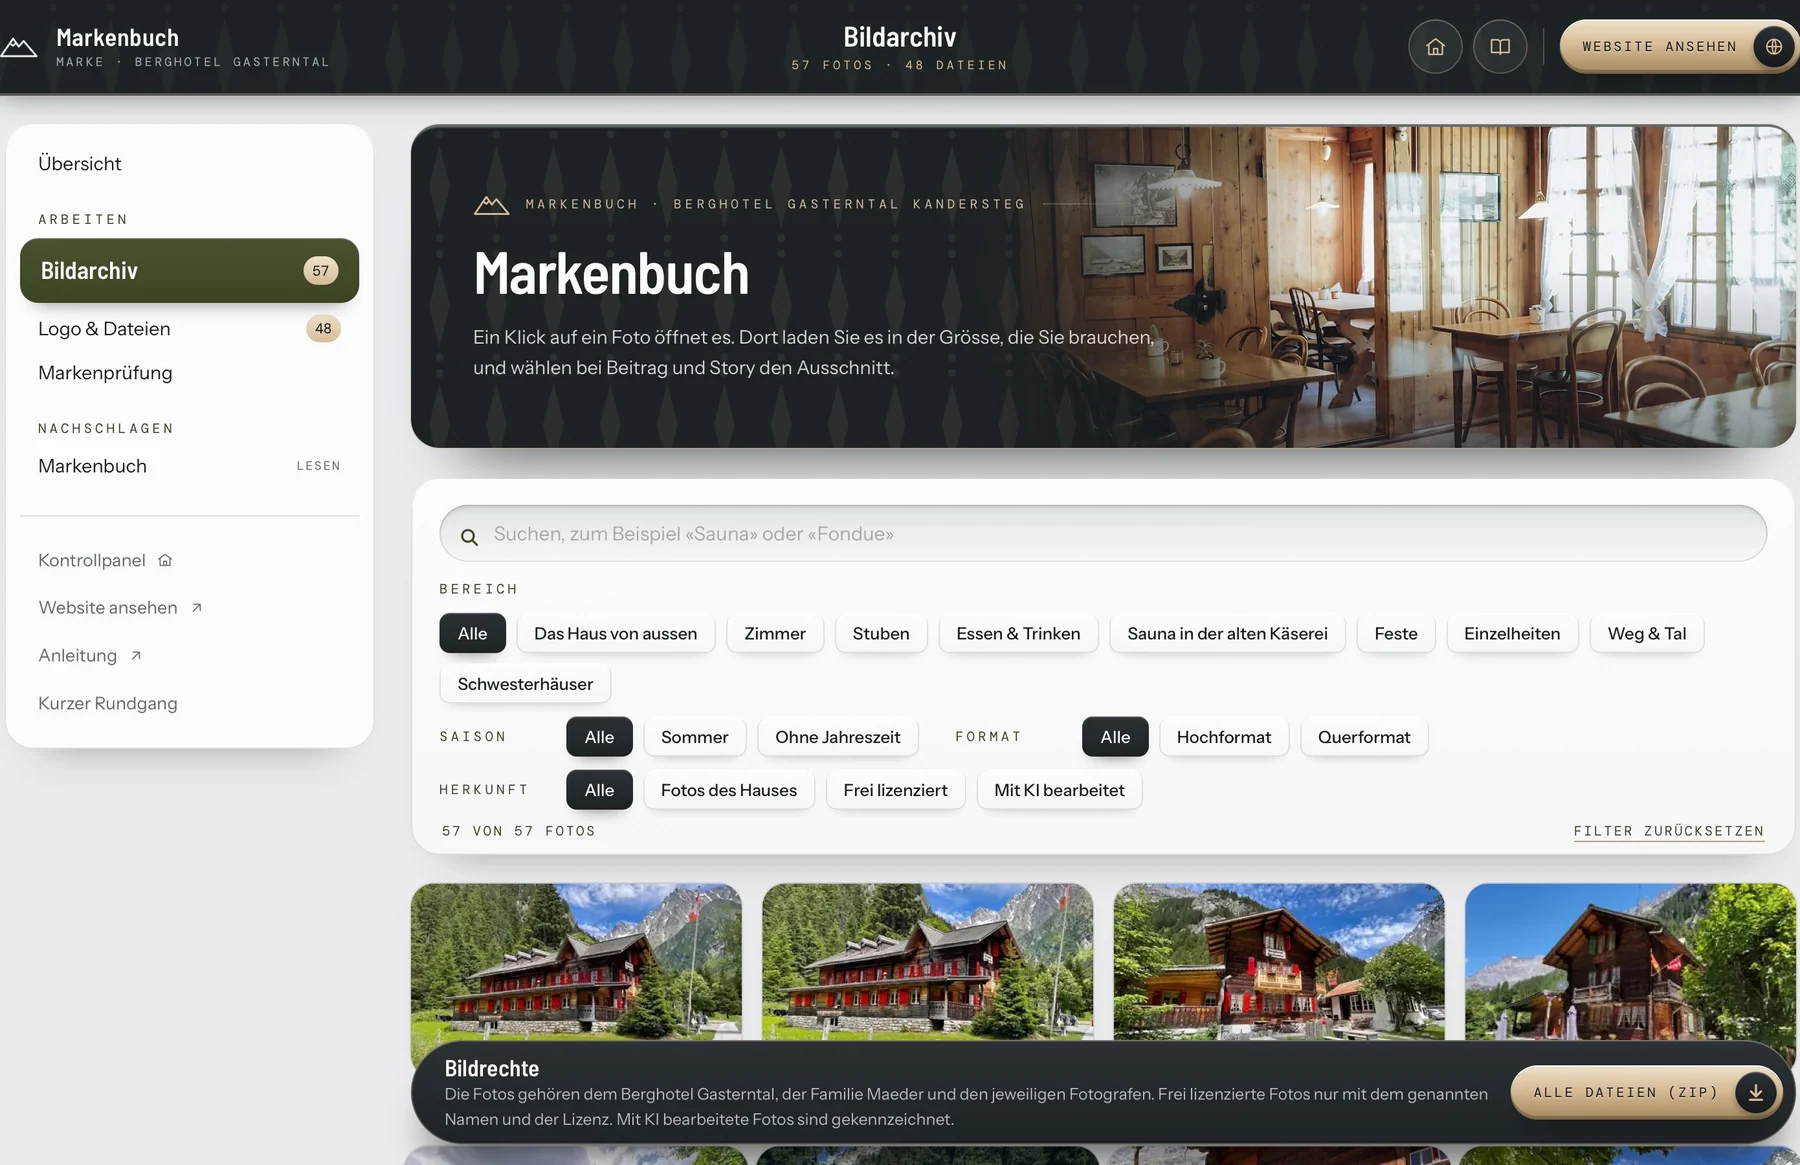 Markenbuch
MARKE · BERGHOTEL GASTERNTAL
Bildarchiv
57 FOTOS · 48 DATEIEN
WEBSITE ANSEHEN
Übersicht
ARBEITEN
Bildarchiv 57
Logo & Dateien 48
Markenprüfung
NACHSCHLAGEN
Markenbuch LESEN
Kontrollpanel
Website ansehen
Anleitung
Kurzer Rundgang
MARKENBUCH · BERGHOTEL GASTERNTAL KANDERSTEG
Markenbuch
Ein Klick auf ein Foto öffnet es. Dort laden Sie es in der Grösse, die Sie brauchen,
und wählen bei Beitrag und Story den Ausschnitt.
Suchen, zum Beispiel «Sauna» oder «Fondue»
BEREICH
Alle Das Haus von aussen Zimmer Stuben Essen & Trinken Sauna in der alten Käserei Feste Einzelheiten Weg & Tal
Schwesterhäuser
SAISON Alle Sommer Ohne Jahreszeit FORMAT Alle Hochformat Querformat
HERKUNFT Alle Fotos des Hauses Frei lizenziert Mit KI bearbeitet
57 VON 57 FOTOS FILTER ZURÜCKSETZEN
Bildrechte
Die Fotos gehören dem Berghotel Gasterntal, der Familie Maeder und den jeweiligen Fotografen. Frei lizenzierte Fotos nur mit dem genannten
Namen und der Lizenz. Mit KI bearbeitete Fotos sind gekennzeichnet.
ALLE DATEIEN (ZIP)